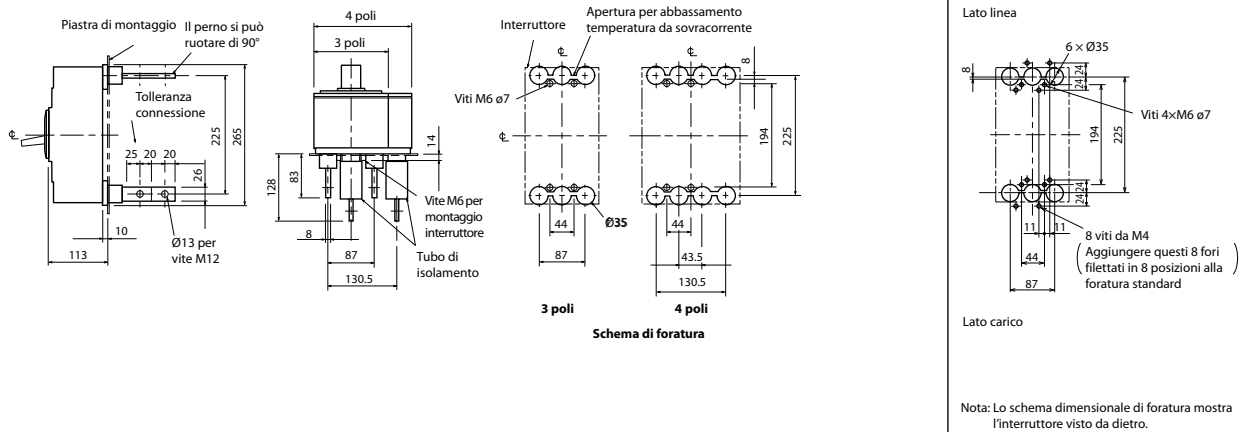 Piastra di montaggio
Il perno si può
ruotare di 90°
Tolleranza
connessione
25 20 20
225
265
26
10
113
Ø13 per
vite M12
4 poli
3 poli
14
128
83
8
87
130.5
Vite M6 per
montaggio
interruttore
Tubo di
isolamento
Interruttore
Apertura per abbassamento
temperatura da sovracorrente
Viti M6 ø7
8
194
225
Ø35
44
87
44
43.5
130.5
3 poli
4 poli
Schema di foratura
Lato linea
6 × Ø35
8
24
24
Viti 4×M6 ø7
194
225
24
24
11
11
44
87
8 viti da M4
(Aggiungere questi 8 fori
filettati in 8 posizioni alla
foratura standard)
Lato carico
Nota: Lo schema dimensionale di foratura mostra
l'interruttore visto da dietro.